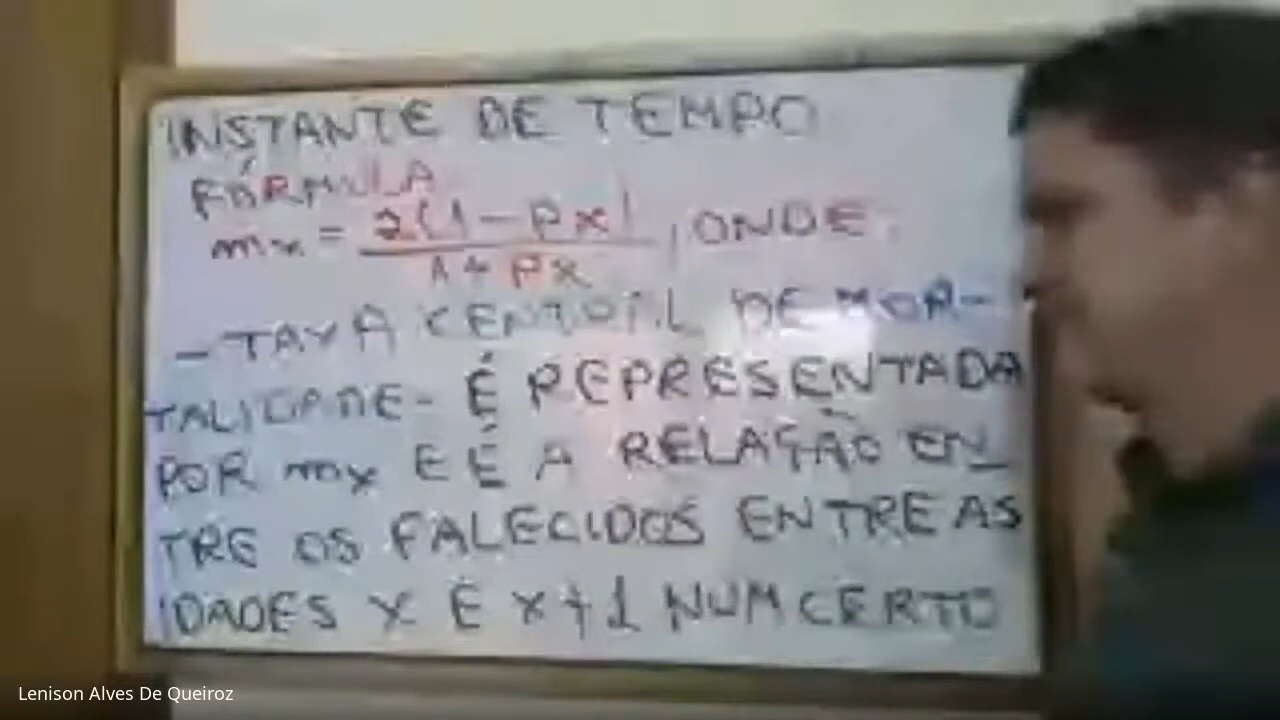 INSTANTE DE TEMPO
FÓRMULA
mx = 2(1 - px) / 1 + px , ONDE:
- TAXA CENTRAL DE MOR-
TALIDADE - É REPRESENTADA
POR mx E É A RELAÇÃO EN_
TRE OS FALECIDOS ENTRE AS
IDADES X E X+1 NUM CERTO
Lenison Alves De Queiroz